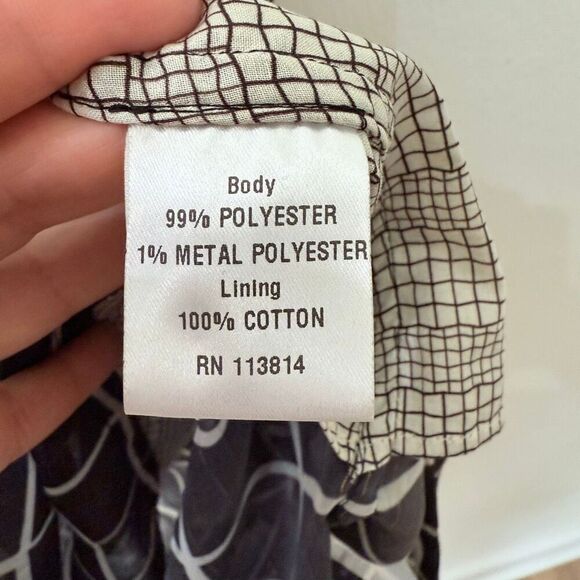 Body
99% POLYESTER
1% METAL POLYESTER
Lining
100% COTTON
RN 113814